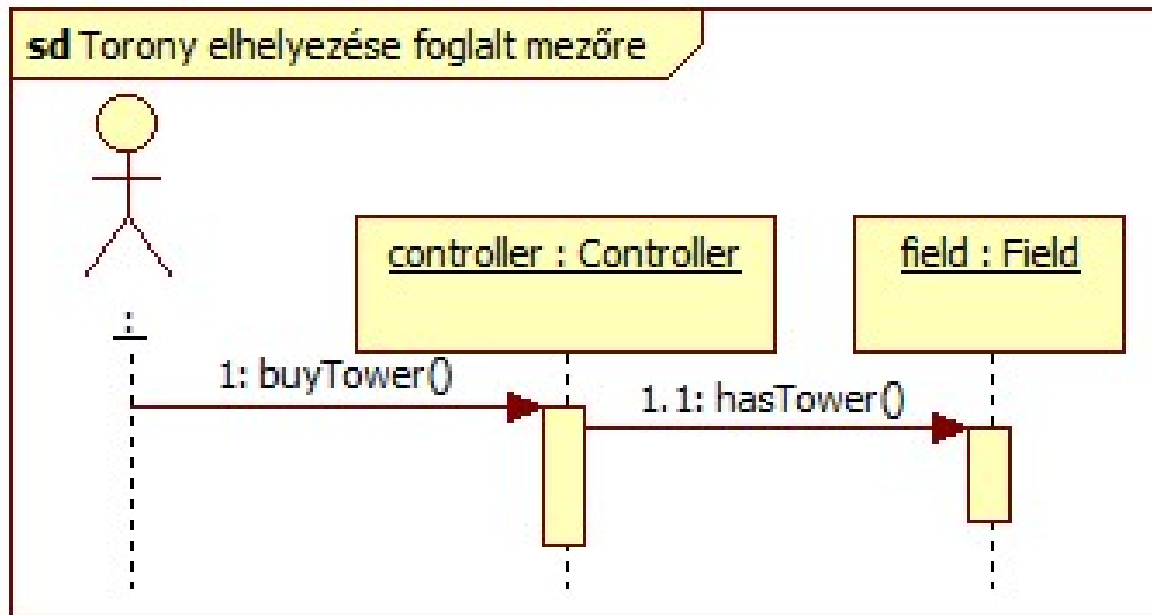 sd Torony elhelyezése foglalt mezőre
controller : Controller
field : Field
:
1: buyTower()
1.1: hasTower()